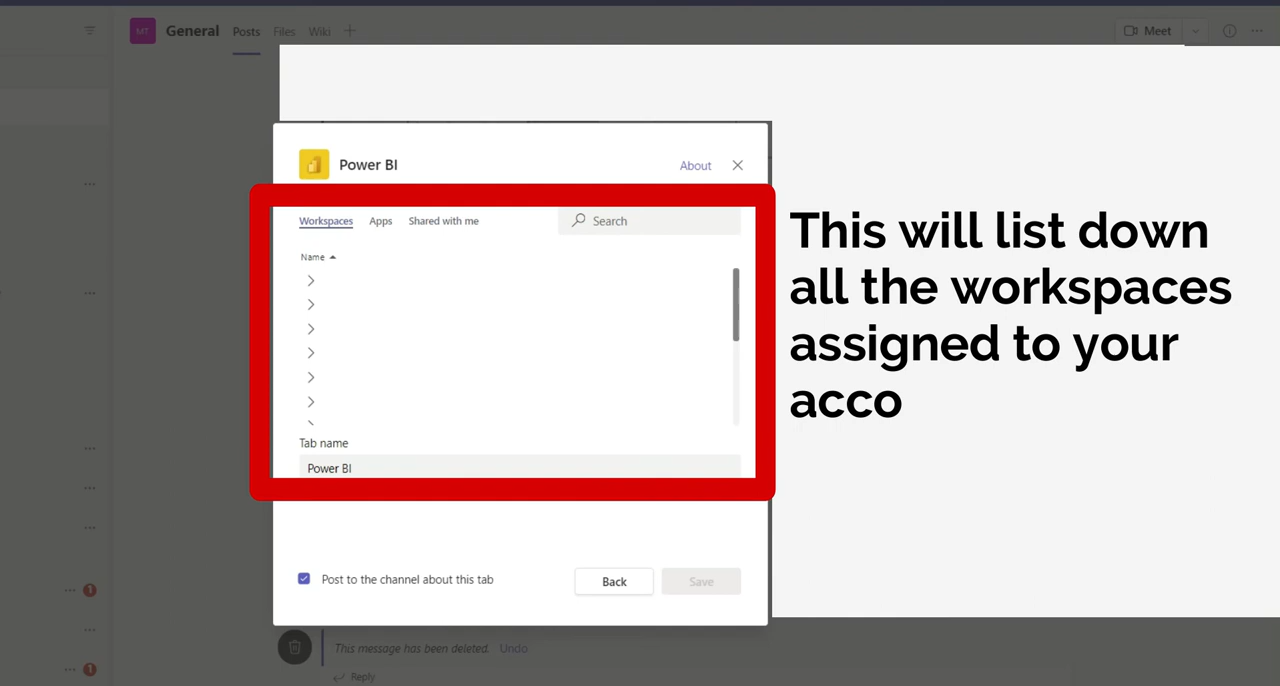 MT
General
Posts
Files
Wiki
Meet
Power BI
About
Workspaces
Apps
Shared with me
Search
Name
Tab name
Power BI
This will list down
all the workspaces
assigned to your
acco
Post to the channel about this tab
Back
Save
1
This message has been deleted. Undo
1
Reply